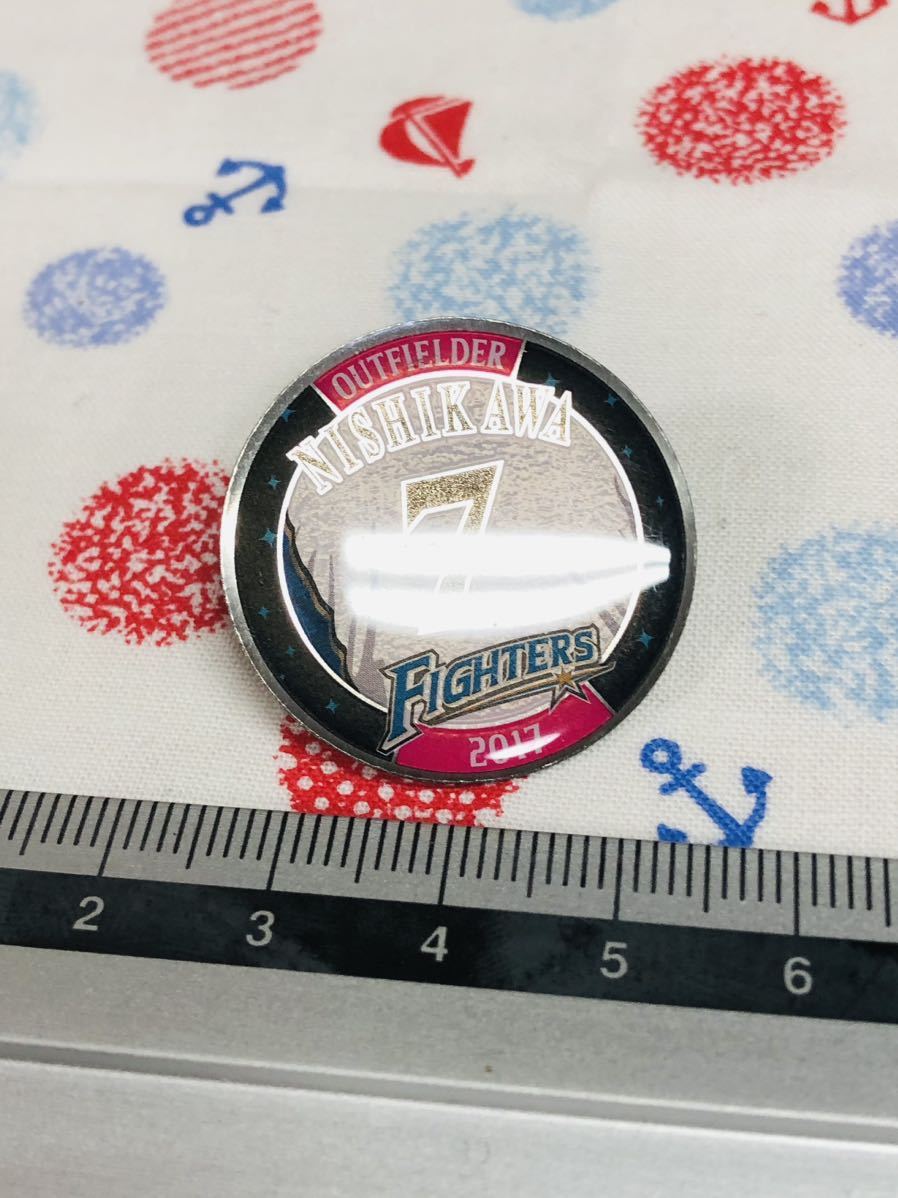 OUTFIELDER
NISHIKAWA
7
FIGHTERS
2017
2 3 4 5 6